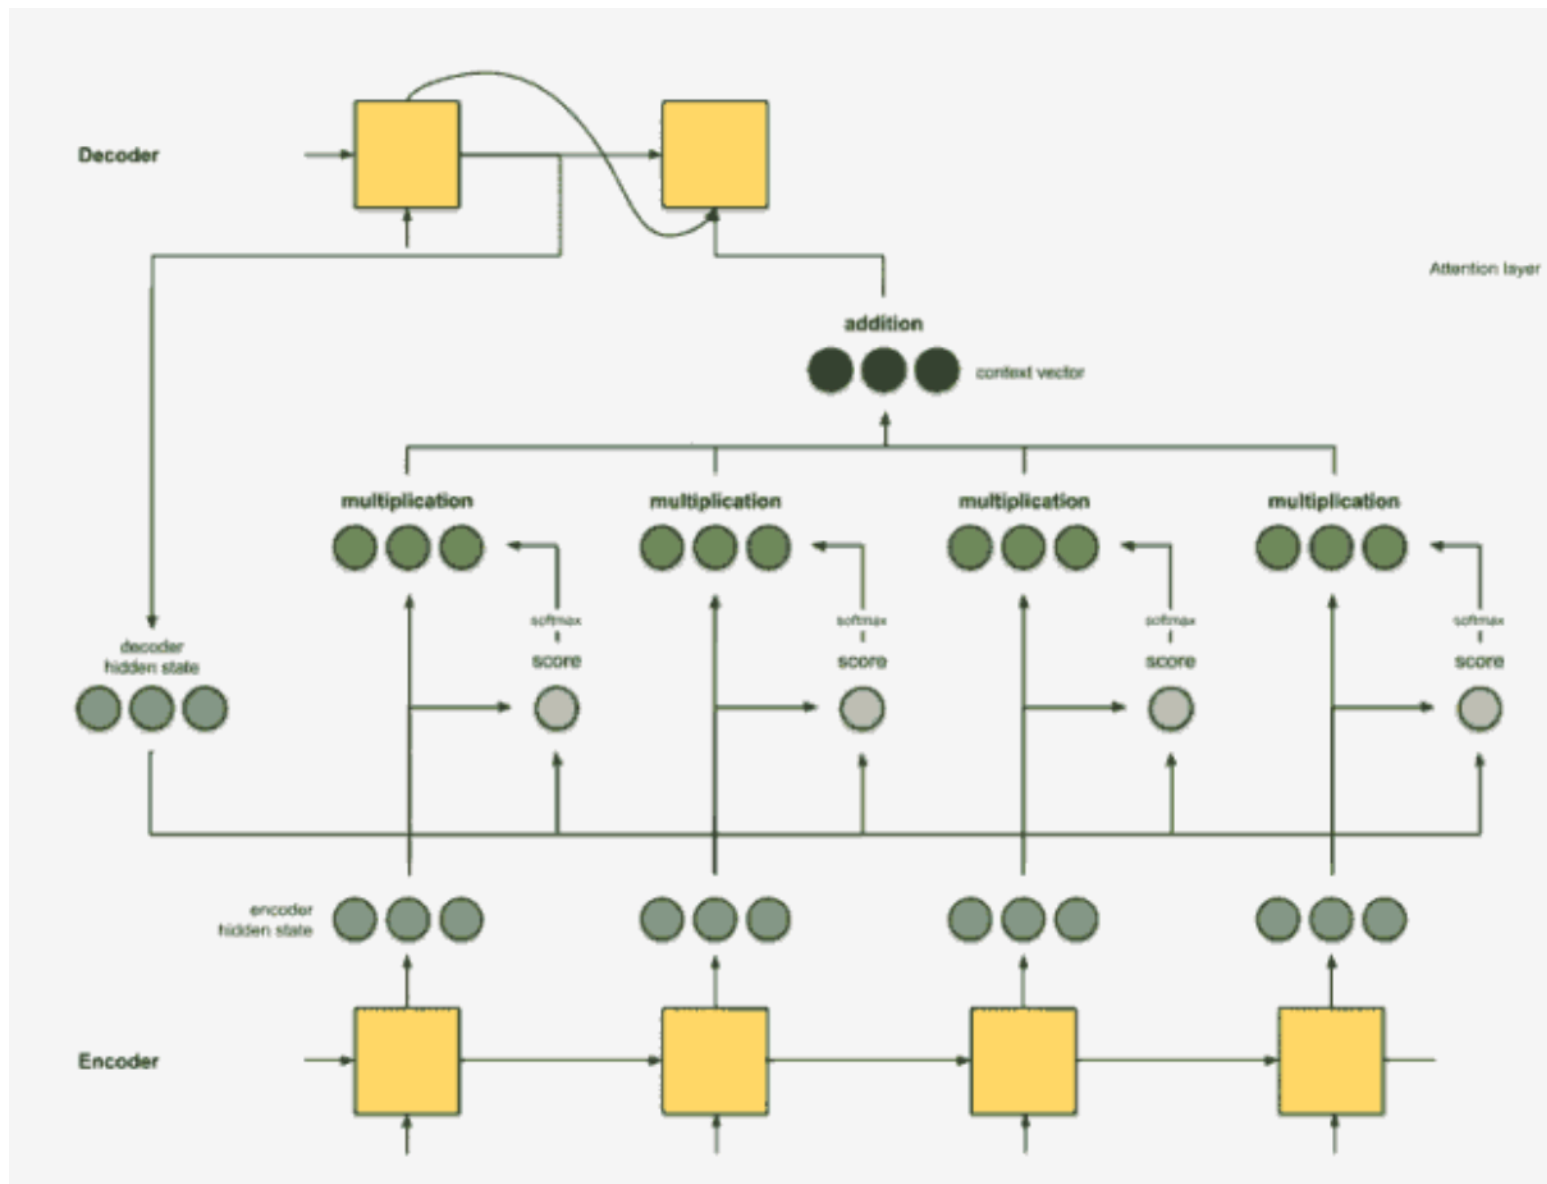 Decoder
Attention layer
addition
context vector
multiplication multiplication multiplication multiplication
softmax softmax softmax softmax
decoder
hidden state
score score score score
encoder
hidden state
Encoder